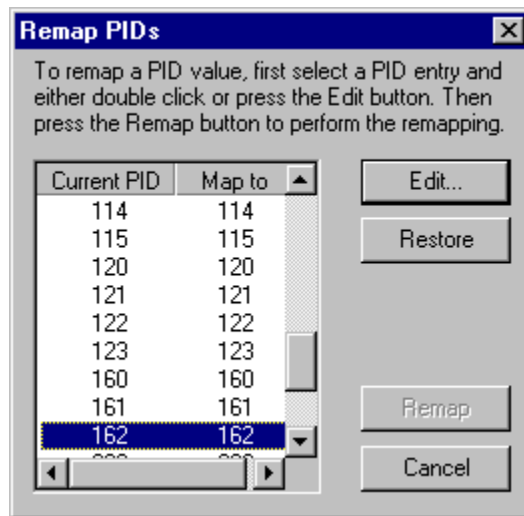 Remap PIDs
To remap a PID value, first select a PID entry and
either double click or press the Edit button. Then
press the Remap button to perform the remapping.
Current PID Map to
114 114
115 115
120 120
121 121
122 122
123 123
160 160
161 161
162 162
Edit...
Restore
Remap
Cancel